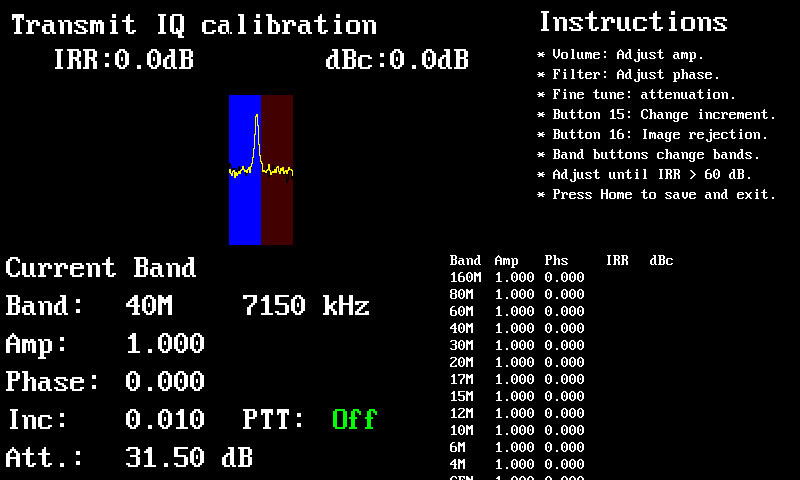 Transmit IQ calibration
IRR:0.0dB dBc:0.0dB
Instructions
* Volume: Adjust amp.
* Filter: Adjust phase.
* Fine tune: attenuation.
* Button 15: Change increment.
* Button 16: Image rejection.
* Band buttons change bands.
* Adjust until IRR > 60 dB.
* Press Home to save and exit.
Current Band
Band: 40M 7150 kHz
Amp: 1.000
Phase: 0.000
Inc: 0.010 PTT: Off
Att.: 31.50 dB
Band Amp Phs IRR dBc
160M 1.000 0.000
80M 1.000 0.000
60M 1.000 0.000
40M 1.000 0.000
30M 1.000 0.000
20M 1.000 0.000
17M 1.000 0.000
15M 1.000 0.000
12M 1.000 0.000
10M 1.000 0.000
6M 1.000 0.000
4M 1.000 0.000